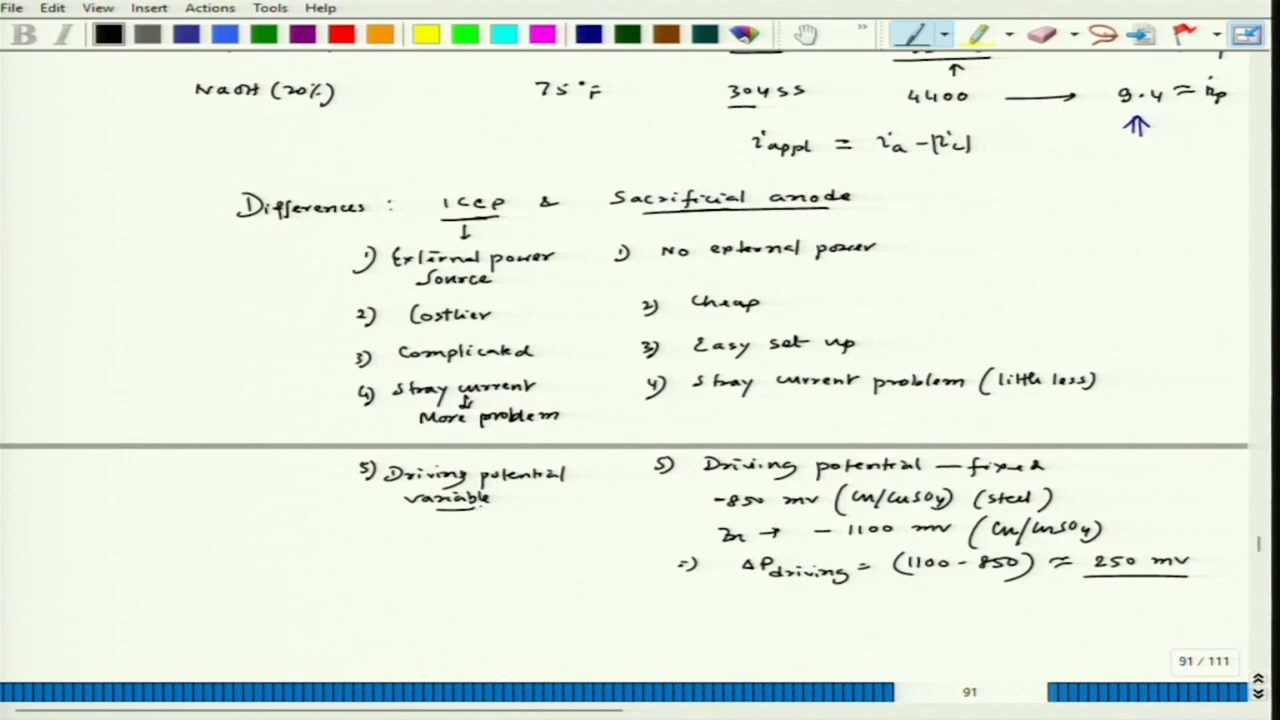 File Edit View Insert Actions Tools Help
B I
NaOH (20%) 75°F 30455 4400 → 9.4 ≈ ip
iappl = ia - |ic|
Differences : ICCP & Sacrificial anode
1) External power source
2) Costlier
3) Complicated
4) Stray current
More problem
5) Driving potential variable
1) No external power
2) Cheap
3) Easy set up
4) Stray current problem (little less)
5) Driving potential — fixed
-850 mv (Cu/CuSO4) (steel)
Zn → - 1100 mv (Cu/CuSO4)
=) ΔPdriving = (1100 - 850) ≈ 250 mv
91 / 111
91